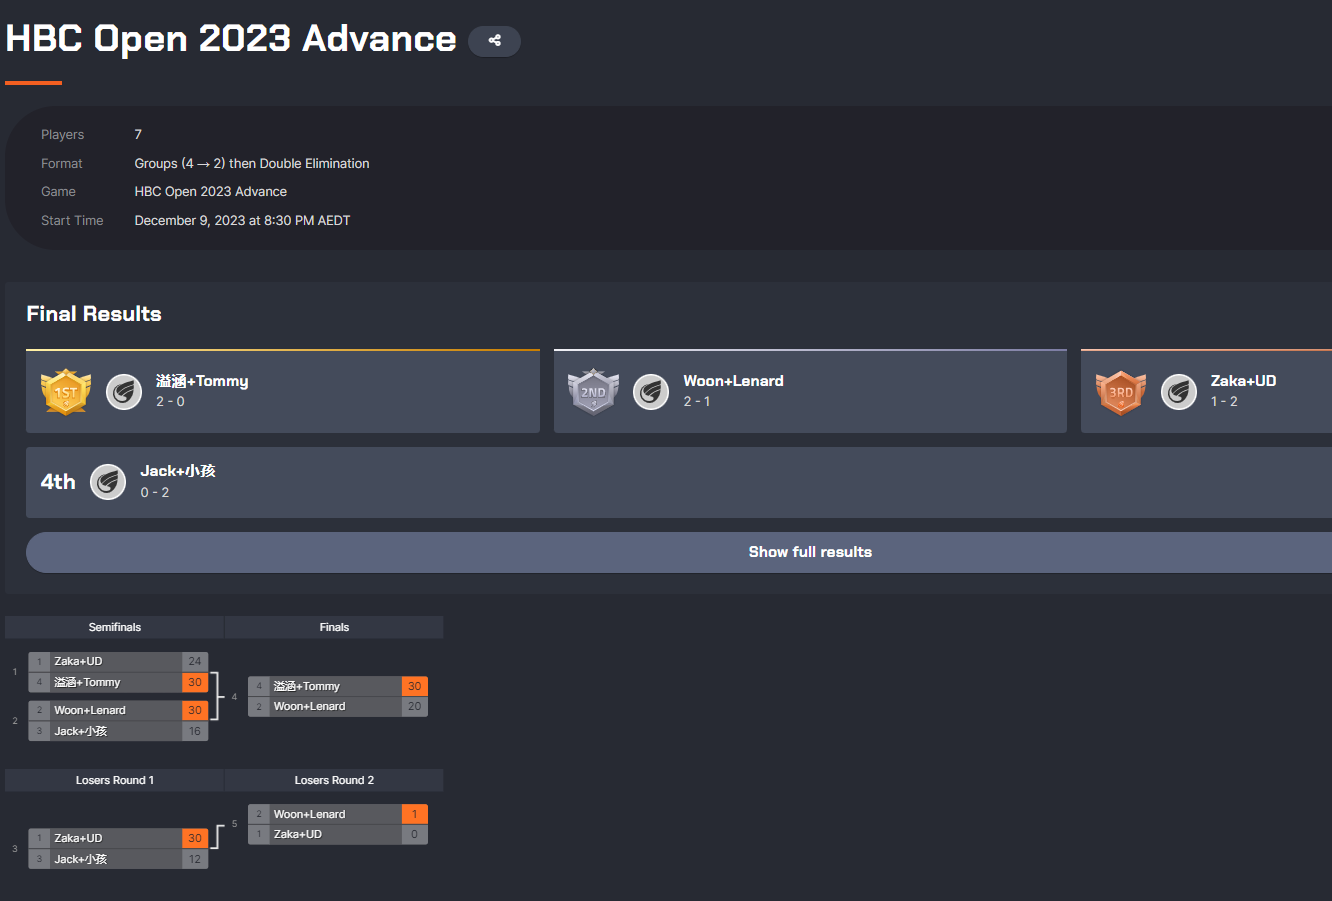 HBC Open 2023 Advance
Players 7
Format Groups (4 → 2) then Double Elimination
Game HBC Open 2023 Advance
Start Time December 9, 2023 at 8:30 PM AEDT
Final Results
1ST 溢涵+Tommy
2 - 0
2ND Woon+Lenard
2 - 1
3RD Zaka+UD
1 - 2
4th Jack+小孩
0 - 2
Show full results
Semifinals Finals
1
1 Zaka+UD 24
4 溢涵+Tommy 30
2
2 Woon+Lenard 30
3 Jack+小孩 16
4
4 溢涵+Tommy 30
2 Woon+Lenard 20
Losers Round 1 Losers Round 2
3
1 Zaka+UD 30
3 Jack+小孩 12
5
2 Woon+Lenard 1
1 Zaka+UD 0